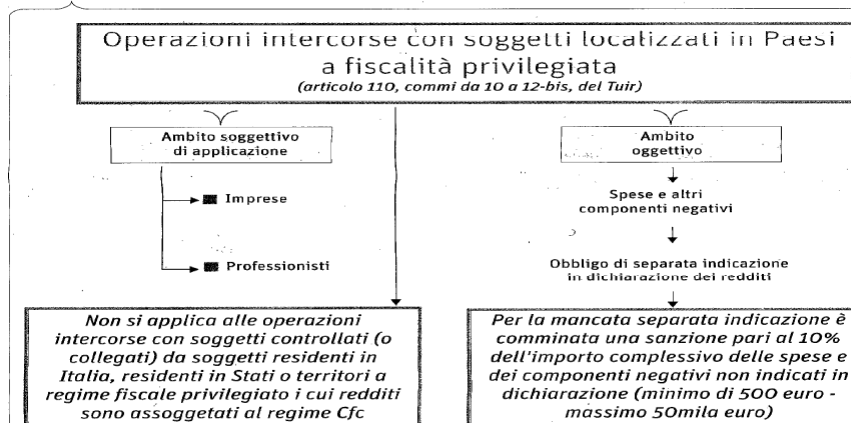 Operazioni intercorse con soggetti localizzati in Paesi
a fiscalità privilegiata
(articolo 110, commi da 10 a 12-bis, del Tuir)
Ambito soggettivo
di applicazione
Imprese
Professionisti
Non si applica alle operazioni
intercorse con soggetti controllati (o
collegati) da soggetti residenti in
Italia, residenti in Stati o territori a
regime fiscale privilegiato i cui redditi
sono assoggetati al regime Cfc
Ambito
oggettivo
Spese e altri
componenti negativi
Obbligo di separata indicazione
in dichiarazione dei redditi
Per la mancata separata indicazione è
comminata una sanzione pari al 10%
dell'importo complessivo delle spese e
dei componenti negativi non indicati in
dichiarazione (minimo di 500 euro -
massimo 50mila euro)